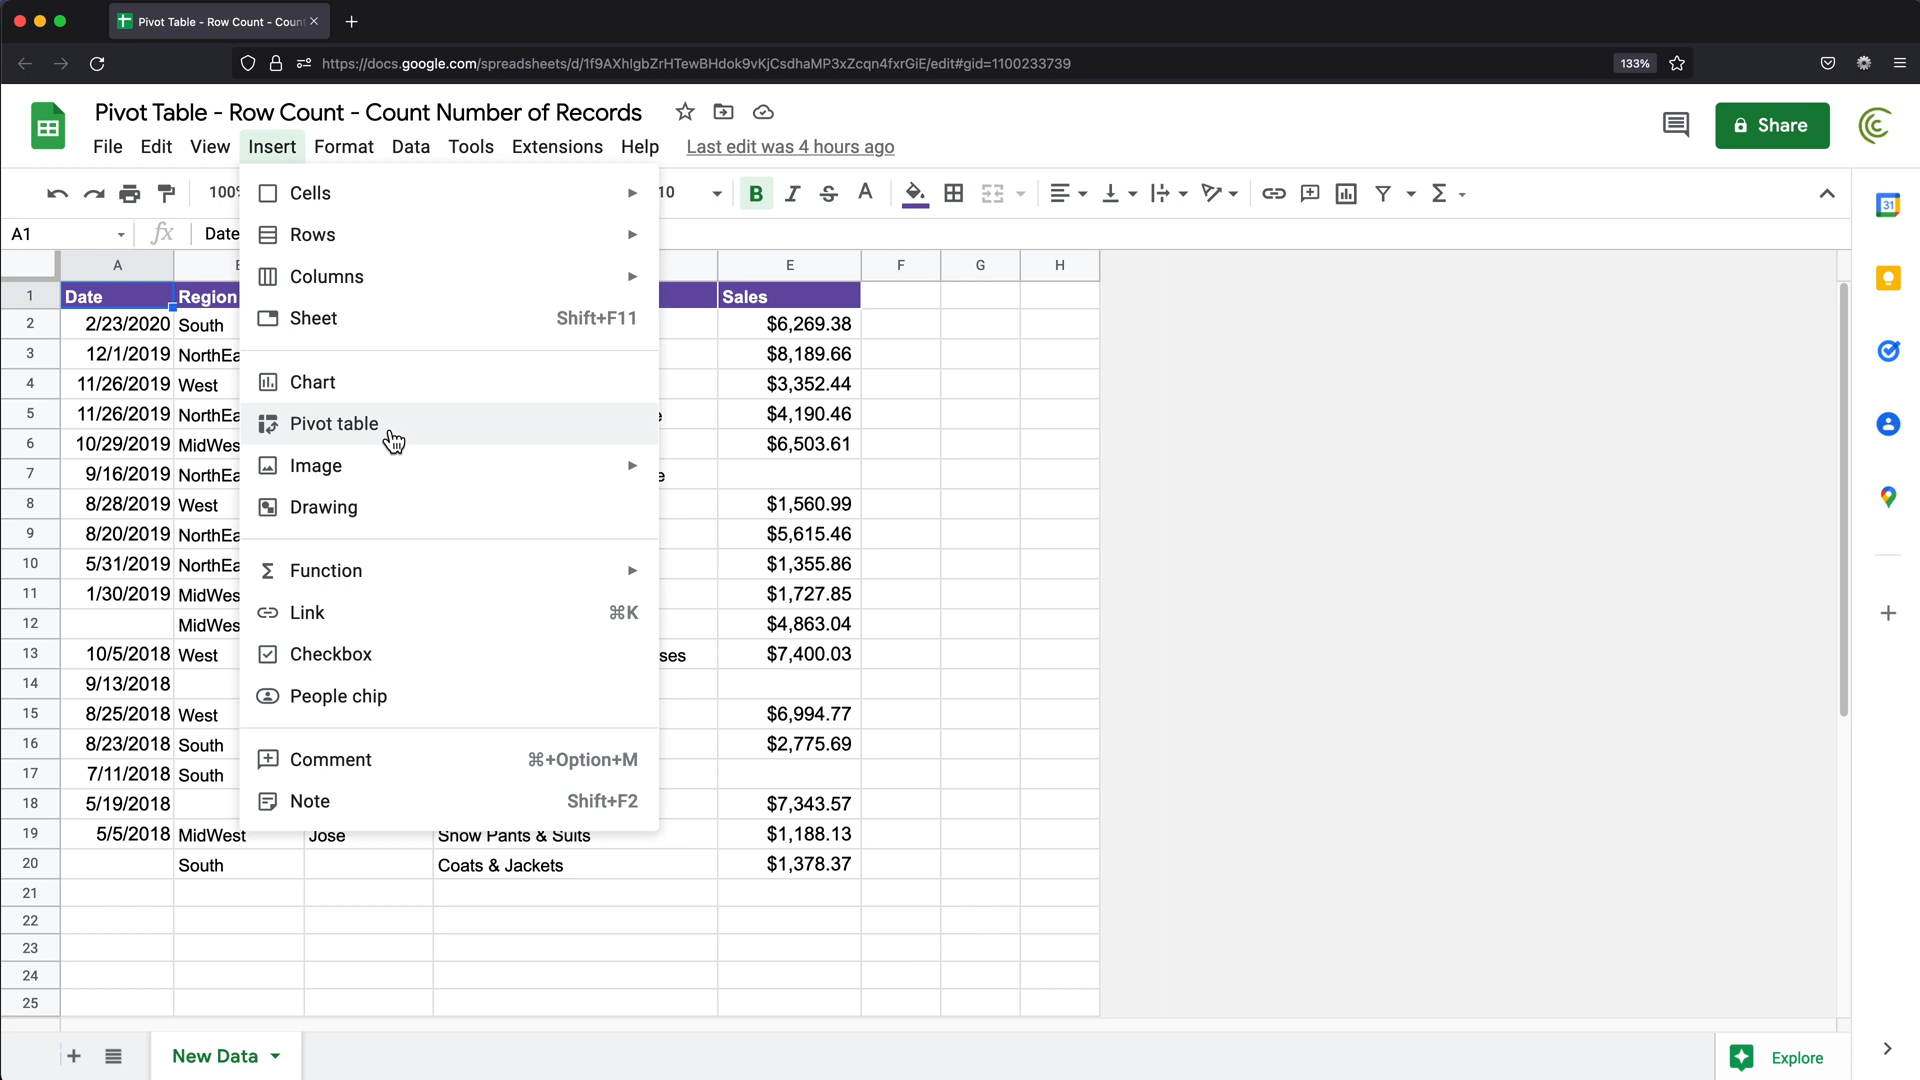 Pivot Table - Row Count - Coun
https://docs.google.com/spreadsheets/d/1f9AXhIgbZrHTewBHdok9vKjCsdhaMP3xZcqn4fxrGiE/edit#gid=1100233739
133%
Pivot Table - Row Count - Count Number of Records
Share
File Edit View Insert Format Data Tools Extensions Help Last edit was 4 hours ago
100% 10 B I S A
31
A1 fx Date
Cells
Rows
Columns
Sheet Shift+F11
Chart
Pivot table
Image
Drawing
Function
Link ⌘K
Checkbox
People chip
Comment ⌘+Option+M
Note Shift+F2
A E F G H
1 Date Region Sales
2 2/23/2020 South $6,269.38
3 12/1/2019 NorthEa $8,189.66
4 11/26/2019 West $3,352.44
5 11/26/2019 NorthEa $4,190.46
6 10/29/2019 MidWes $6,503.61
7 9/16/2019 NorthEa e
8 8/28/2019 West $1,560.99
9 8/20/2019 NorthEa $5,615.46
10 5/31/2019 NorthEa $1,355.86
11 1/30/2019 MidWes $1,727.85
12 MidWes $4,863.04
13 10/5/2018 West ses $7,400.03
14 9/13/2018
15 8/25/2018 West $6,994.77
16 8/23/2018 South $2,775.69
17 7/11/2018 South
18 5/19/2018 $7,343.57
19 5/5/2018 MidWest Jose Snow Pants & Suits $1,188.13
20 South Coats & Jackets $1,378.37
21
22
23
24
25
New Data
Explore